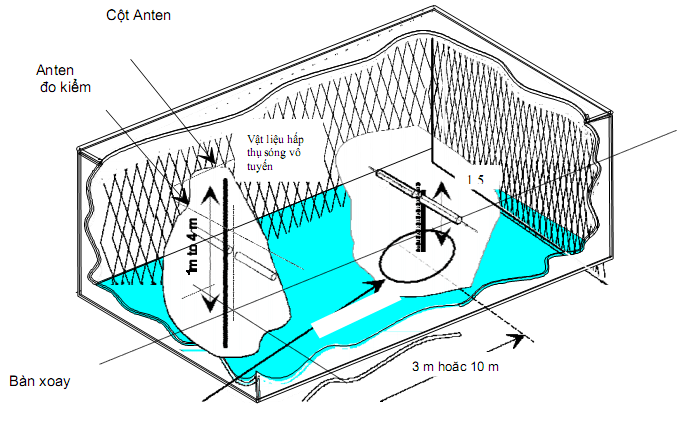 Cột Anten
Anten
đo kiểm
Vật liệu hấp
thụ sóng vô
tuyến
1m to 4 m
1 5
3 m hoăc 10 m
Bàn xoay